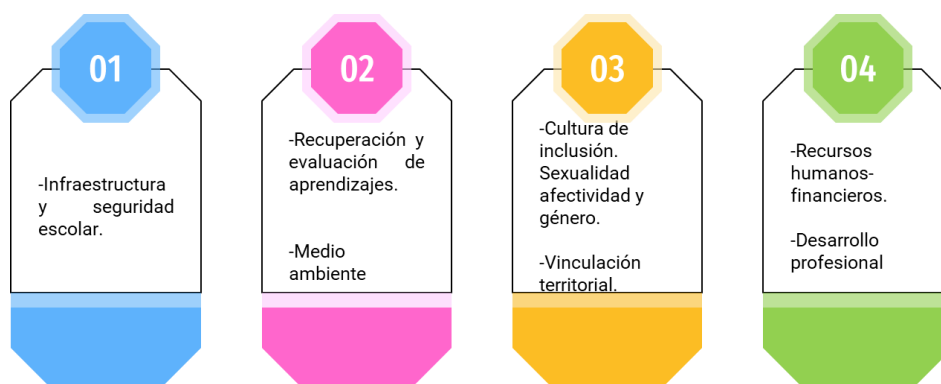 01
-Infraestructura
y seguridad
escolar.
02
-Recuperación y
evaluación de
aprendizajes.
-Medio
ambiente
03
-Cultura de
inclusión.
Sexualidad
afectividad y
género.
-Vinculación
territorial.
04
-Recursos
humanos-
financieros.
-Desarrollo
profesional